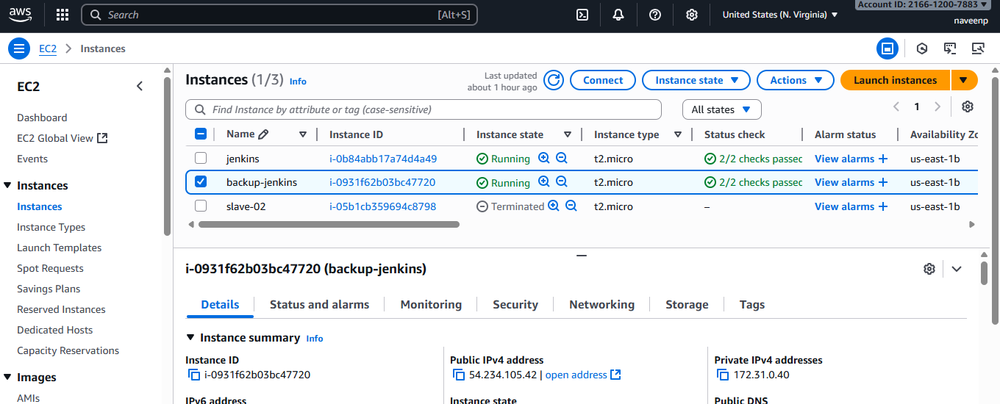 aws
Search [Alt+S]
United States (N. Virginia)
Account ID: 2166-1200-7883
naveenp
EC2 > Instances
EC2
Dashboard
EC2 Global View
Events
Instances
Instances
Instance Types
Launch Templates
Spot Requests
Savings Plans
Reserved Instances
Dedicated Hosts
Capacity Reservations
Images
AMIs
Instances (1/3) Info
Last updated
about 1 hour ago
Connect
Instance state
Actions
Launch instances
Find Instance by attribute or tag (case-sensitive)
All states
1
Name Instance ID Instance state Instance type Status check Alarm status Availability Zo
jenkins i-0b84abb17a74d4a49 Running t2.micro 2/2 checks passed View alarms + us-east-1b
backup-jenkins i-0931f62b03bc47720 Running t2.micro 2/2 checks passed View alarms + us-east-1b
slave-02 i-05b1cb359694c8798 Terminated t2.micro – View alarms + us-east-1b
i-0931f62b03bc47720 (backup-jenkins)
Details Status and alarms Monitoring Security Networking Storage Tags
Instance summary Info
Instance ID
i-0931f62b03bc47720
Public IPv4 address
54.234.105.42 | open address
Private IPv4 addresses
172.31.0.40
IPv6 address
Instance state
Public DNS